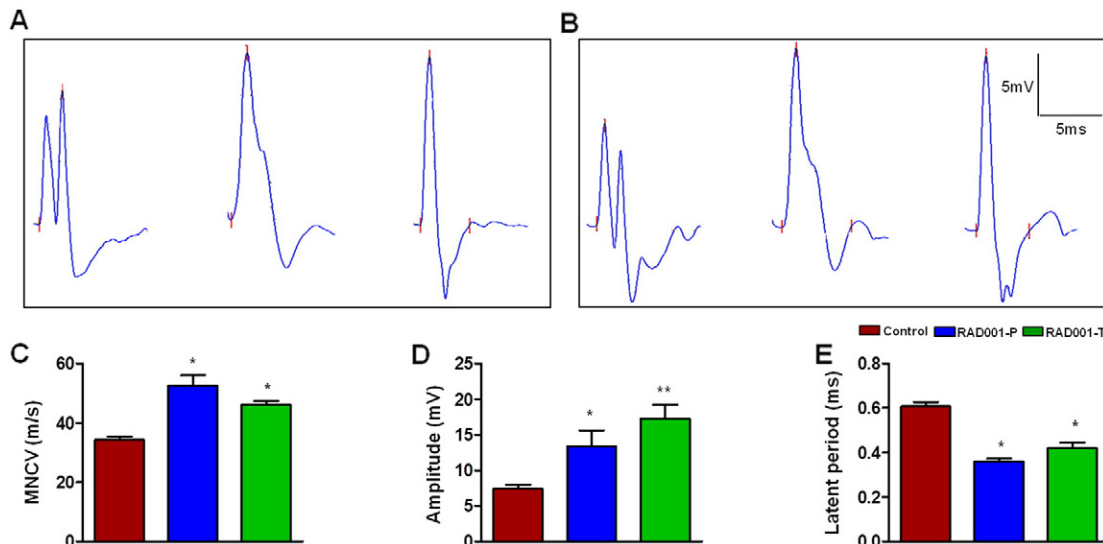 A
B
5mV
5ms
Control RAD001-P RAD001-T
C
MNCV (m/s)
60
40
20
0
*
*
D
Amplitude (mV)
25
20
15
10
5
0
*
**
E
Latent period (ms)
0.8
0.6
0.4
0.2
0.0
*
*